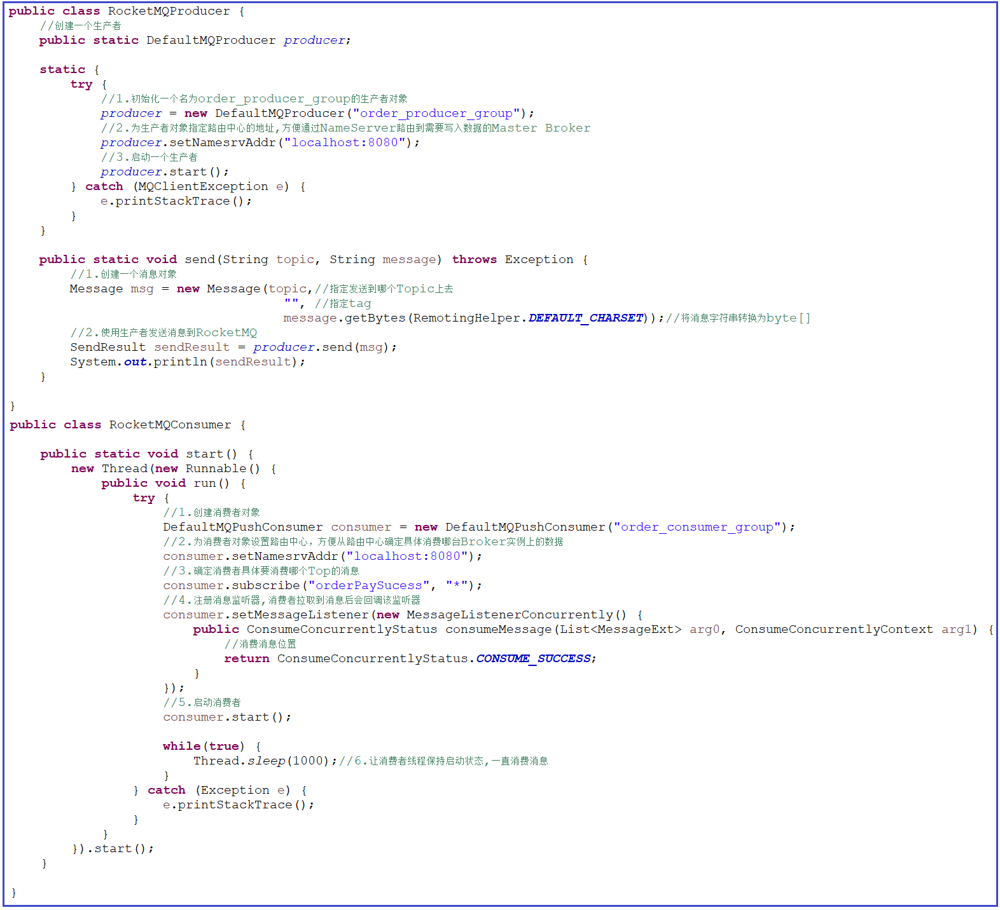 public class RocketMQProducer {
    //创建一个生产者
    public static DefaultMQProducer producer;

    static {
        try {
            //1.初始化一个名为order_producer_group的生产者对象
            producer = new DefaultMQProducer("order_producer_group");
            //2.为生产者对象指定路由中心的地址,方便通过NameServer路由到需要写入数据的Master Broker
            producer.setNamesrvAddr("localhost:8080");
            //3.启动一个生产者
            producer.start();
        } catch (MQClientException e) {
            e.printStackTrace();
        }
    }

    public static void send(String topic, String message) throws Exception {
        //1.创建一个消息对象
        Message msg = new Message(topic,//指定发送到哪个Topic上去
                                    "", //指定tag
                                    message.getBytes(RemotingHelper.DEFAULT_CHARSET));//将消息字符串转换为byte[]
        //2.使用生产者发送消息到RocketMQ
        SendResult sendResult = producer.send(msg);
        System.out.println(sendResult);
    }

}
public class RocketMQConsumer {

    public static void start() {
        new Thread(new Runnable() {
            public void run() {
                try {
                    //1.创建消费者对象
                    DefaultMQPushConsumer consumer = new DefaultMQPushConsumer("order_consumer_group");
                    //2.为消费者对象设置路由中心，方便从路由中心确定具体消费哪台Broker实例上的数据
                    consumer.setNamesrvAddr("localhost:8080");
                    //3.确定消费者具体要消费哪个Top的消息
                    consumer.subscribe("orderPaySucess", "*");
                    //4.注册消息监听器,消费者拉取到消息后会回调该监听器
                    consumer.setMessageListener(new MessageListenerConcurrently() {
                        public ConsumeConcurrentlyStatus consumeMessage(List<MessageExt> arg0, ConsumeConcurrentlyContext arg1) {
                            //消费消息位置
                            return ConsumeConcurrentlyStatus.CONSUME_SUCCESS;
                        }
                    });
                    //5.启动消费者
                    consumer.start();

                    while(true) {
                        Thread.sleep(1000);//6.让消费者线程保持启动状态,一直消费消息
                    }
                } catch (Exception e) {
                    e.printStackTrace();
                }
            }
        }).start();
    }

}